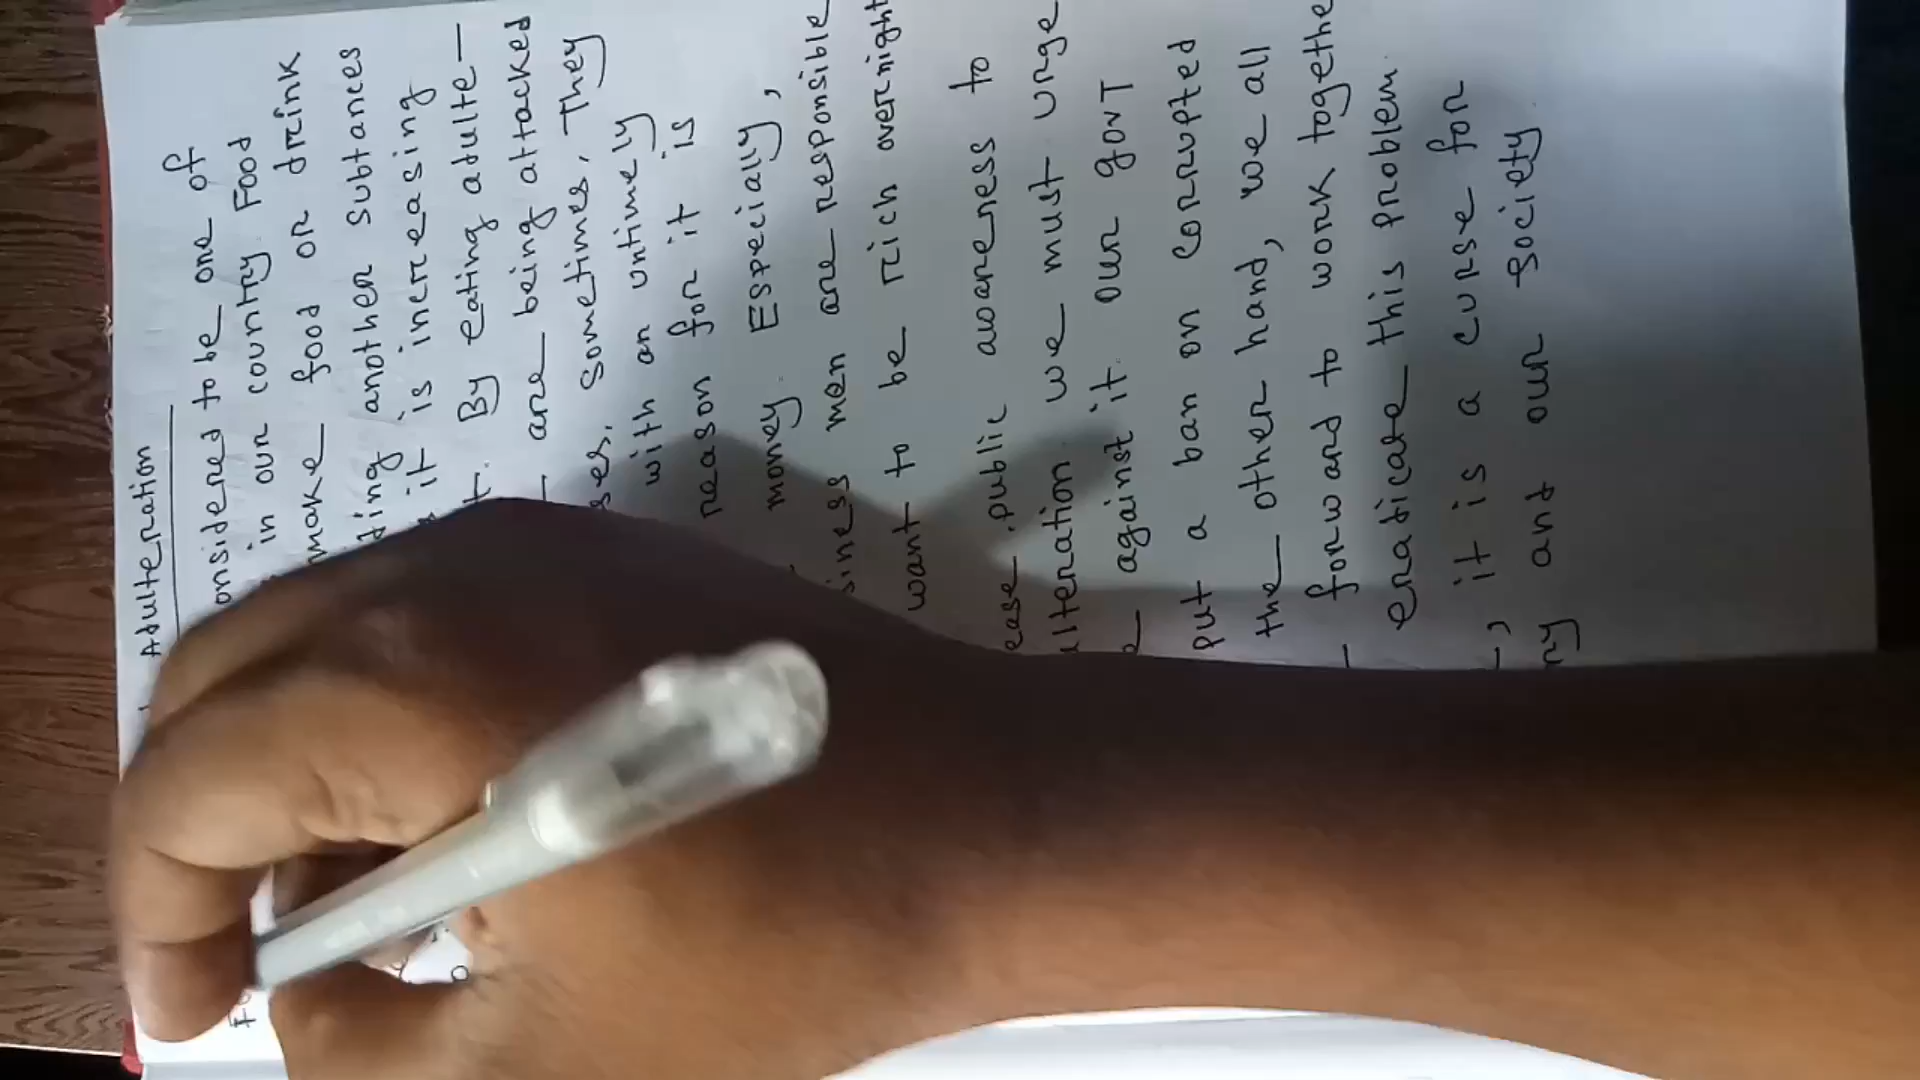 Adulteration
onsidered to be one of
in our country. Food
make food or drink
ding another subtances
it is increasing
t. By eating adulte-
are being attacked
ses. Sometimes, They
with an untimely
reason for it is
money. Especially,
siness man are responsible
want to be rich overnight
ease. public awareness to
ulteration. we must urge
against it. our govt
put a ban on corrupted
the other hand, we all
forward to work togethe
eradicate this problem.
, it is a curse for
ry and our society.